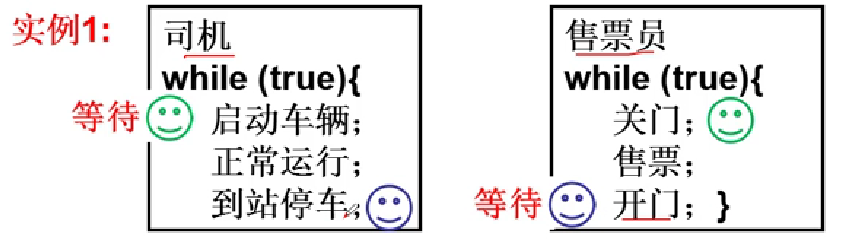 实例1:
司机
while (true){
等待 启动车辆;
正常运行;
到站停车;
售票员
while (true){
关门;
售票;
等待 开门; }